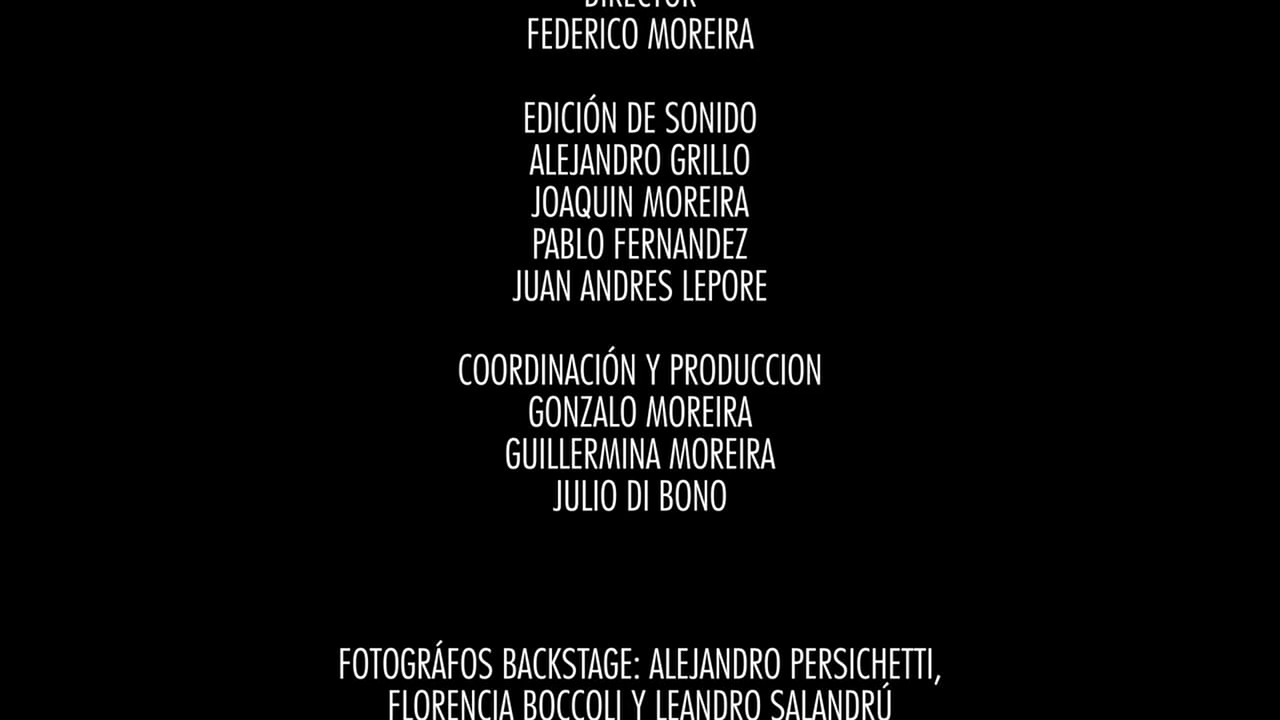 DIRECTOR
FEDERICO MOREIRA
EDICIÓN DE SONIDO
ALEJANDRO GRILLO
JOAQUIN MOREIRA
PABLO FERNANDEZ
JUAN ANDRES LEPORE
COORDINACIÓN Y PRODUCCION
GONZALO MOREIRA
GUILLERMINA MOREIRA
JULIO DI BONO
FOTOGRÁFOS BACKSTAGE: ALEJANDRO PERSICHETTI,
FLORENCIA BOCCOLI Y LEANDRO SALANDRÚ